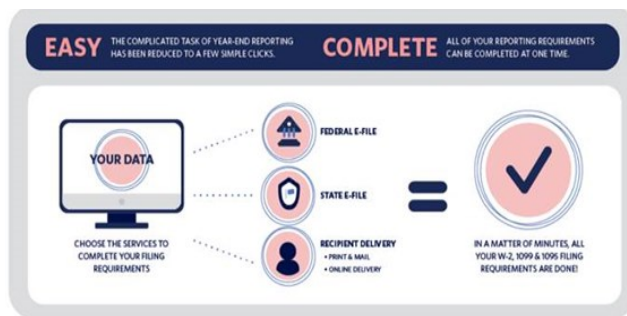 EASY THE COMPLICATED TASK OF YEAR-END REPORTING
HAS BEEN REDUCED TO A FEW SIMPLE CLICKS.
COMPLETE ALL OF YOUR REPORTING REQUIREMENTS
CAN BE COMPLETED AT ONE TIME.
YOUR DATA
CHOOSE THE SERVICES TO
COMPLETE YOUR FILING
REQUIREMENTS
FEDERAL E-FILE
STATE E-FILE
RECIPIENT DELIVERY
• PRINT & MAIL
• ONLINE DELIVERY
IN A MATTER OF MINUTES, ALL
YOUR W-2, 1099 & 1095 FILING
REQUIREMENTS ARE DONE!